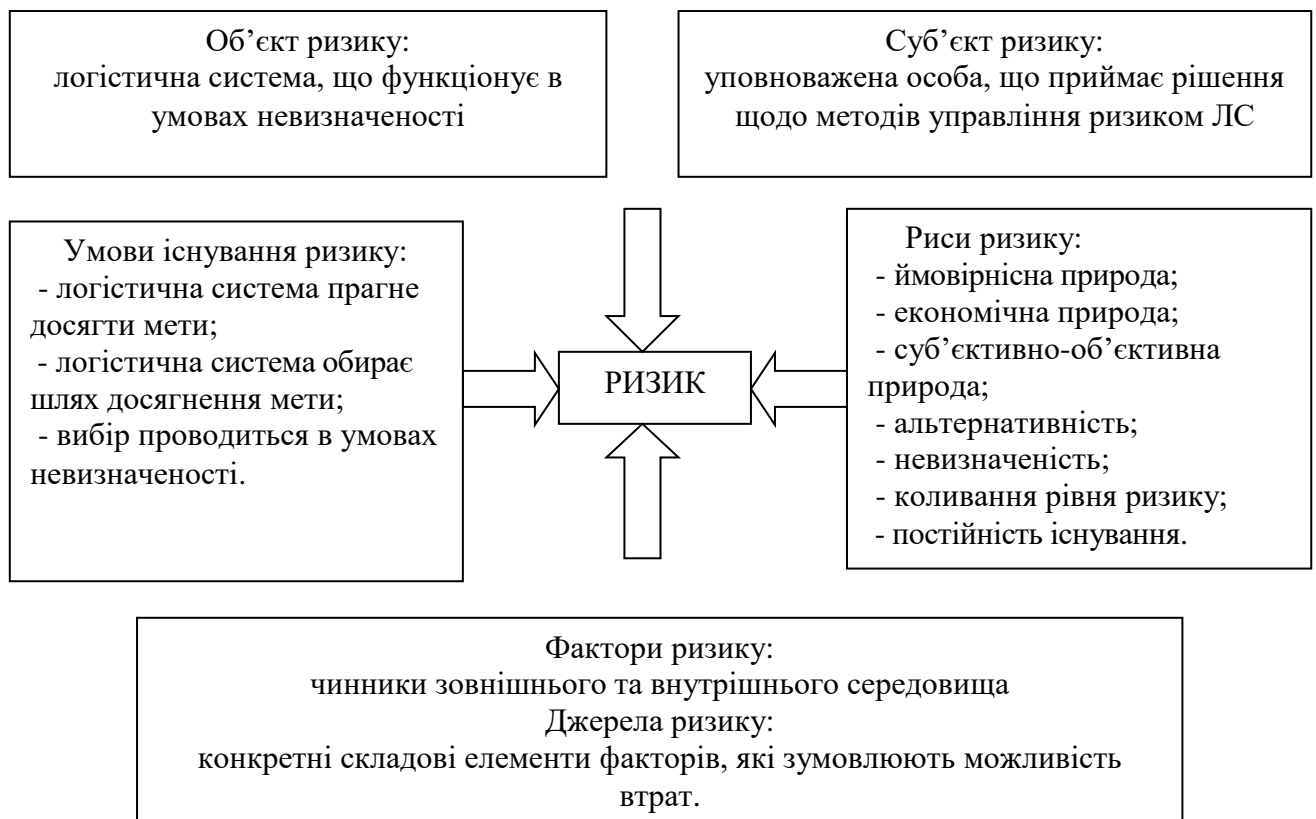 Об’єкт ризику:
логістична система, що функціонує в
умовах невизначеності
Суб’єкт ризику:
уповноважена особа, що приймає рішення
щодо методів управління ризиком ЛС
Умови існування ризику:
- логістична система прагне
досягти мети;
- логістична система обирає
шлях досягнення мети;
- вибір проводиться в умовах
невизначеності.
РИЗИК
Риси ризику:
- ймовірнісна природа;
- економічна природа;
- суб’єктивно-об’єктивна
природа;
- альтернативність;
- невизначеність;
- коливання рівня ризику;
- постійність існування.
Фактори ризику:
чинники зовнішнього та внутрішнього середовища
Джерела ризику:
конкретні складові елементи факторів, які зумовлюють можливість
втрат.